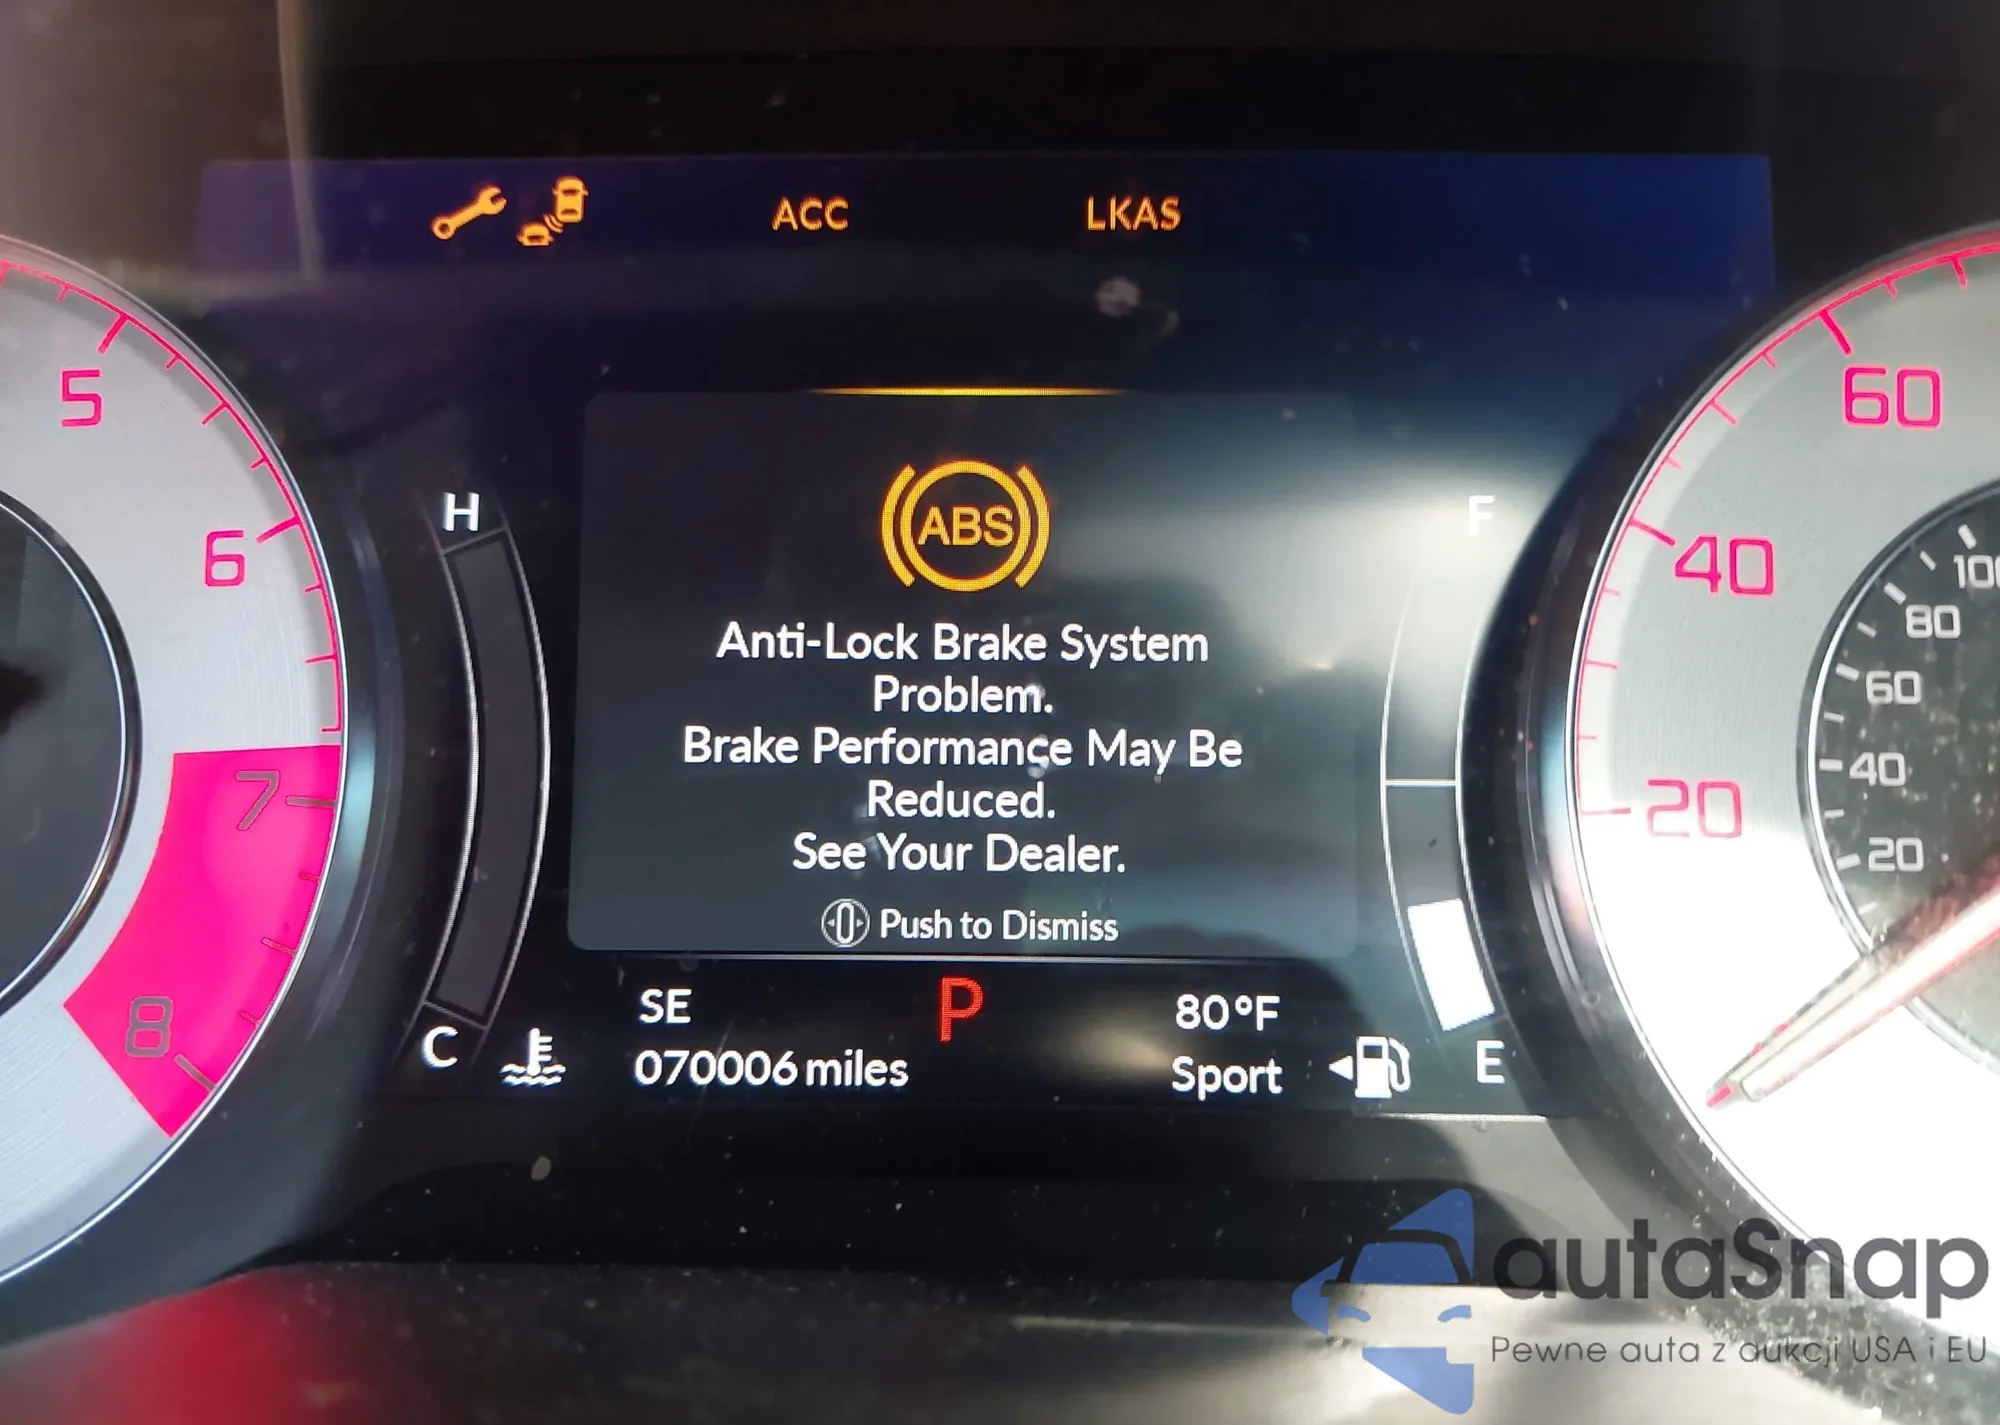 ACC LKAS
5
6
7
8
H
C
ABS
Anti-Lock Brake System
Problem.
Brake Performance May Be
Reduced.
See Your Dealer.
Push to Dismiss
SE
070006 miles
P
80°F
Sport
F
E
60
40
20
100
80
60
40
20
autaSnap
Pewne auta z aukcji USA i EU